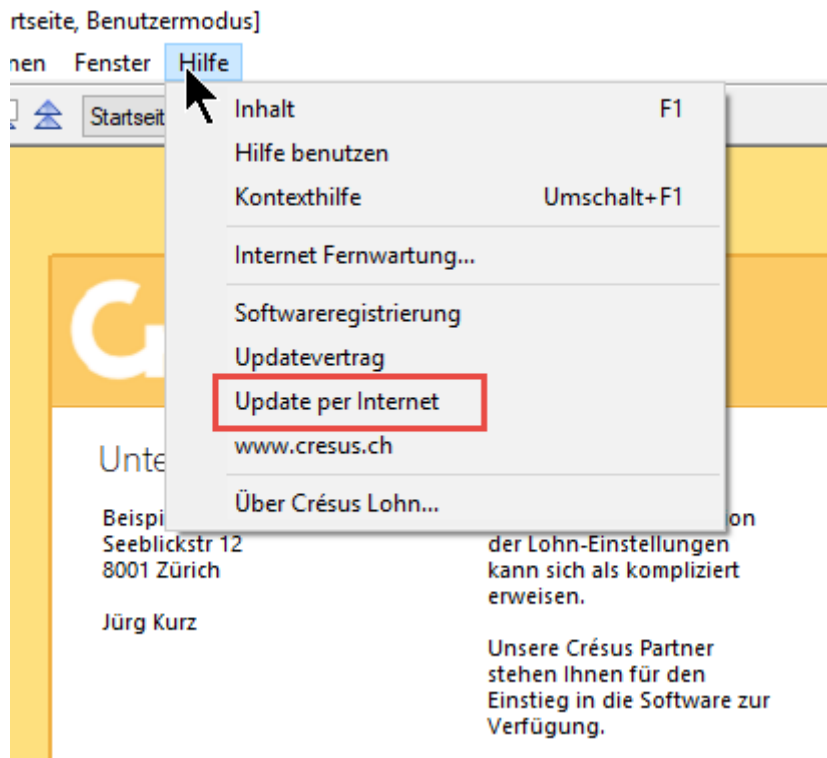 rtseite, Benutzermodus]
nen Fenster Hilfe
Startseit
Inhalt F1
Hilfe benutzen
Kontexthilfe Umschalt+F1
Internet Fernwartung...
Softwareregistrierung
Updatevertrag
Update per Internet
www.cresus.ch
Über Crésus Lohn...
Unte
Beispi
Seeblickstr 12
8001 Zürich
Jürg Kurz
on
der Lohn-Einstellungen
kann sich als kompliziert
erweisen.
Unsere Crésus Partner
stehen Ihnen für den
Einstieg in die Software zur
Verfügung.